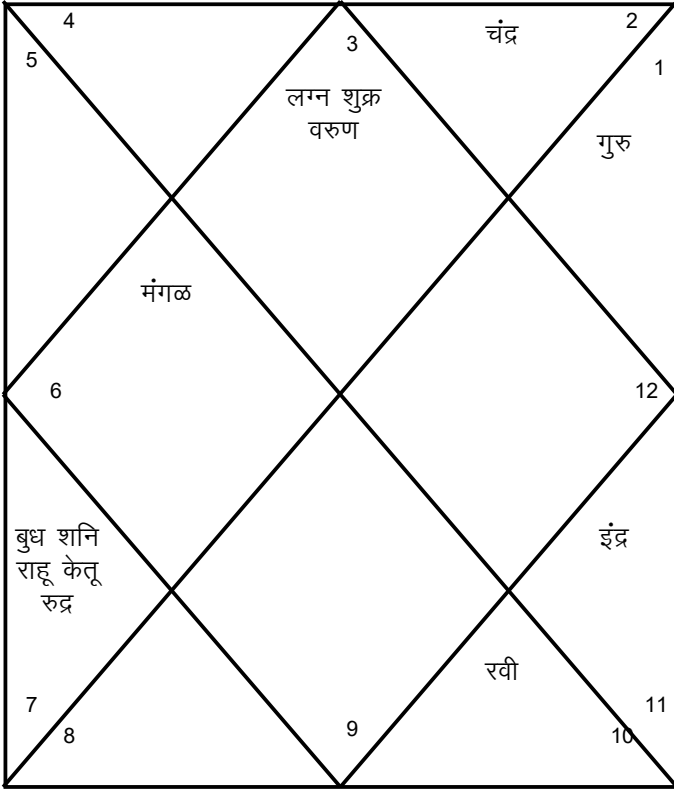 4
3
चंद्र
2
5
1
लग्न शुक्र
वरुण
गुरु
मंगळ
6
12
बुध शनि
राहू केतू
रुद्र
इंद्र
रवी
7
11
8
9
10